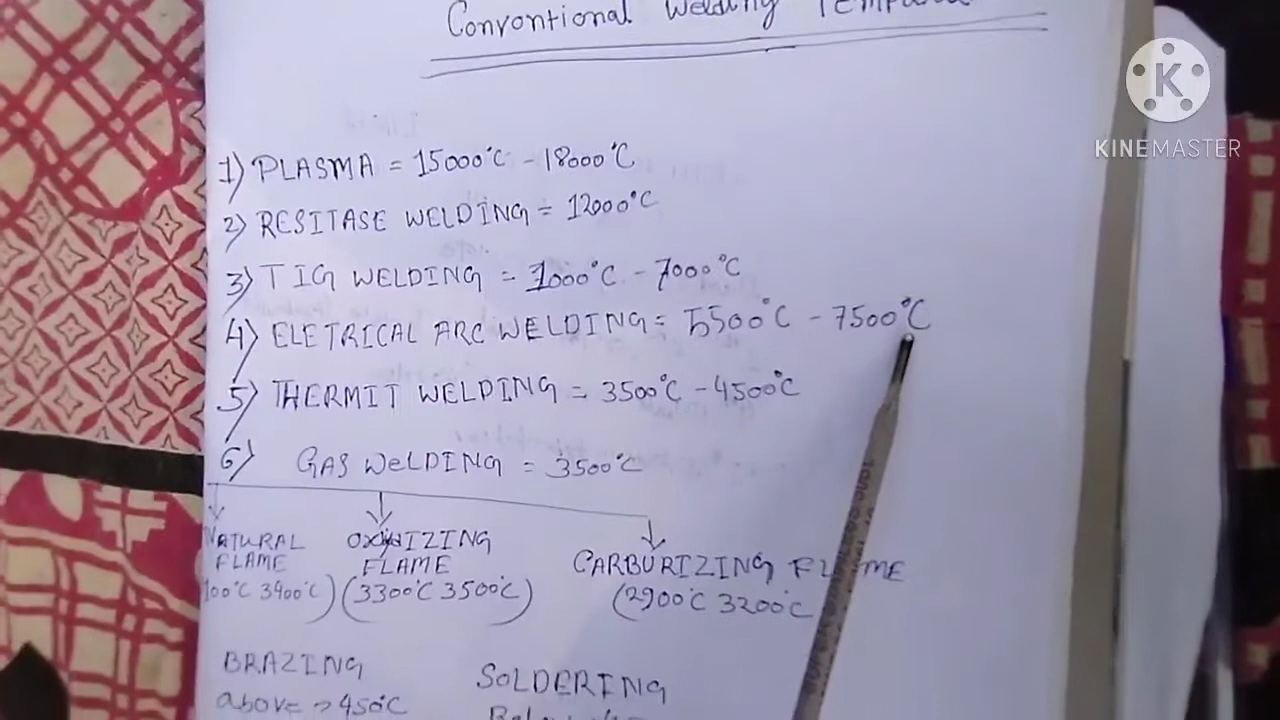 Convontional Welding
K
KINEMASTER
1) PLASMA = 15000°C - 18000°C
2) RESITASE WELDING = 12000°C
3) TIG WELDING = 1000°C - 7000°C
4) ELETRICAL ARC WELDING = 5500°C - 7500°C
5) THERMIT WELDING = 3500°C - 4500°C
6) GAS WELDING = 3500°C
NATURAL FLAME
100°C 3400°C)
OXIDIZING FLAME
(3300°C 3500°C)
CARBURIZING FLAME
(2900°C 3200°C
BRAZING
above → 450°C
SOLDERING